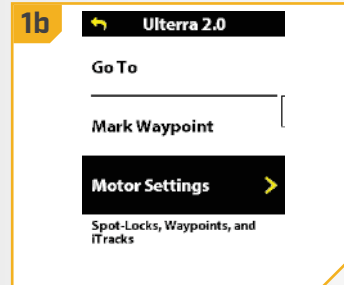 1b
Ulterra 2.0
Go To
Mark Waypoint
Motor Settings
Spot-Locks, Waypoints, and
iTracks